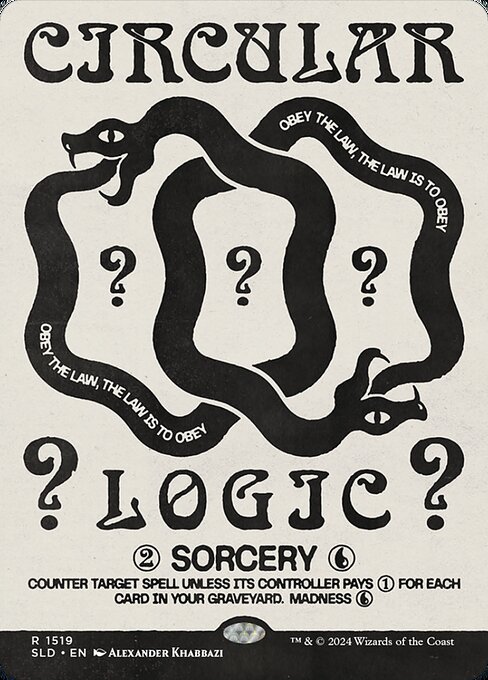 CIRCULAR
OBEY THE LAW, THE LAW IS TO OBEY
? ? ?
OBEY THE LAW, THE LAW IS TO OBEY
? LOGIC ?
2 SORCERY
COUNTER TARGET SPELL UNLESS ITS CONTROLLER PAYS 1 FOR EACH
CARD IN YOUR GRAVEYARD. MADNESS
R 1519
SLD • EN ALEXANDER KHABBAZI
™ & © 2024 Wizards of the Coast